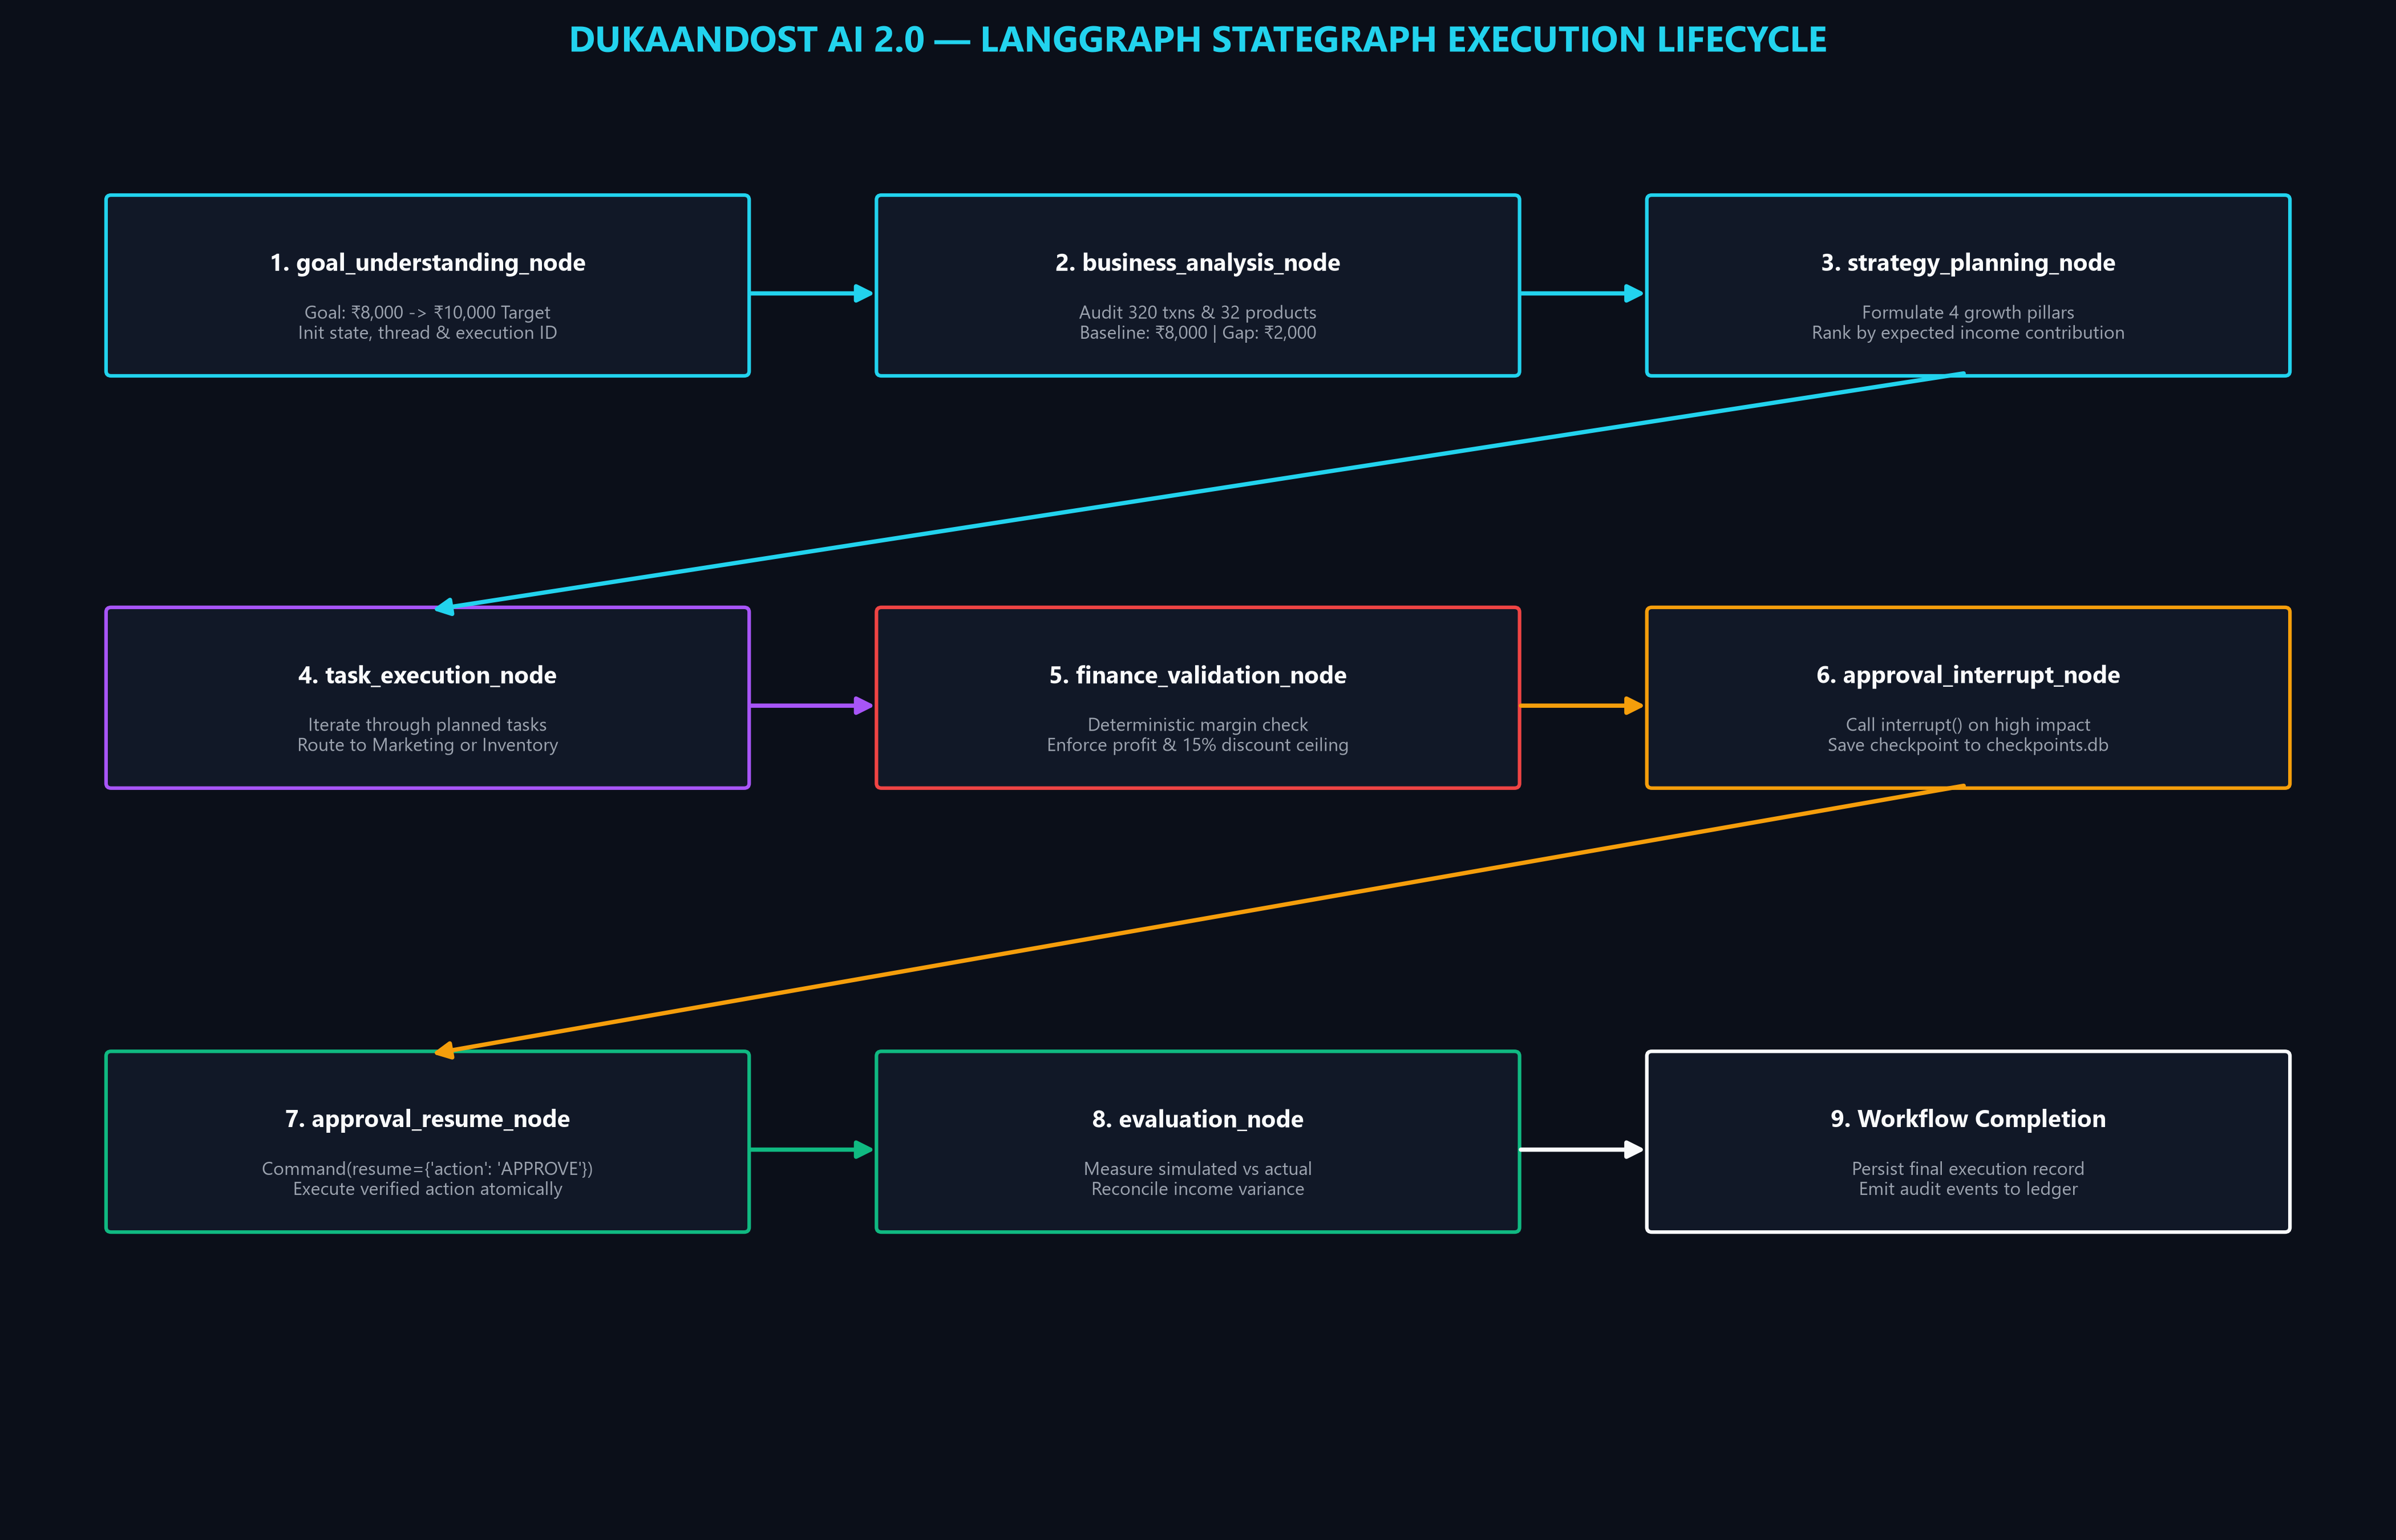 DUKAANDOST AI 2.0 — LANGGRAPH STATEGRAPH EXECUTION LIFECYCLE
1. goal_understanding_node
Goal: ₹8,000 -> ₹10,000 Target
Init state, thread & execution ID
2. business_analysis_node
Audit 320 txns & 32 products
Baseline: ₹8,000 | Gap: ₹2,000
3. strategy_planning_node
Formulate 4 growth pillars
Rank by expected income contribution
4. task_execution_node
Iterate through planned tasks
Route to Marketing or Inventory
5. finance_validation_node
Deterministic margin check
Enforce profit & 15% discount ceiling
6. approval_interrupt_node
Call interrupt() on high impact
Save checkpoint to checkpoints.db
7. approval_resume_node
Command(resume={'action': 'APPROVE'})
Execute verified action atomically
8. evaluation_node
Measure simulated vs actual
Reconcile income variance
9. Workflow Completion
Persist final execution record
Emit audit events to ledger